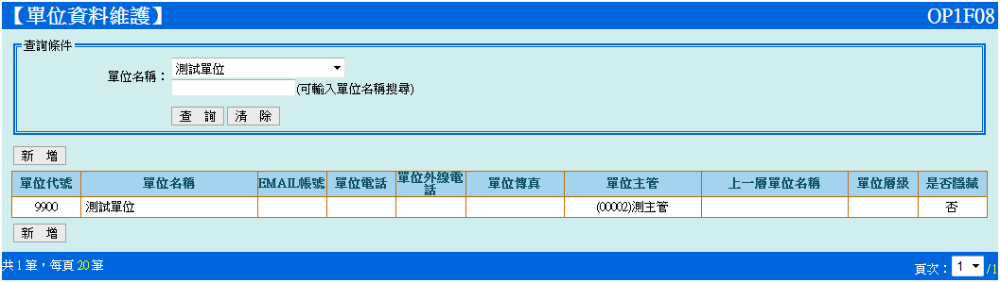 【單位資料維護】 OP1F08
查詢條件
單位名稱： 測試單位
(可輸入單位名稱搜尋)
查 詢 清 除
新 增
單位代號 單位名稱 EMAIL帳號 單位電話 單位外線電話 單位傳真 單位主管 上一層單位名稱 單位層級 是否隱藏
9900 測試單位 (00002)測主管 否
新 增
共 1 筆，每頁 20 筆 頁次： 1 /1